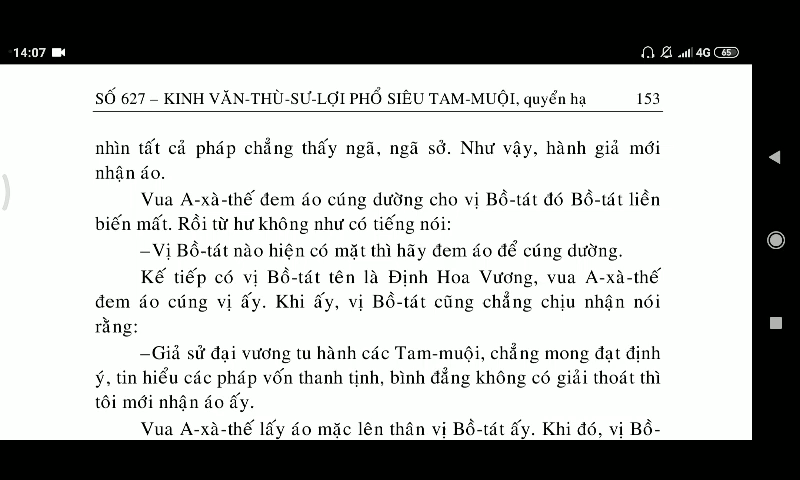 14:07
4G 65
SỐ 627 – KINH VĂN-THÙ-SƯ-LỢI PHỔ SIÊU TAM-MUỘI, quyển hạ 153
nhìn tất cả pháp chẳng thấy ngã, ngã sở. Như vậy, hành giả mới
nhận áo.
Vua A-xà-thế đem áo cúng dường cho vị Bồ-tát đó Bồ-tát liền
biến mất. Rồi từ hư không như có tiếng nói:
–Vị Bồ-tát nào hiện có mặt thì hãy đem áo để cúng dường.
Kế tiếp có vị Bồ-tát tên là Định Hoa Vương, vua A-xà-thế
đem áo cúng vị ấy. Khi ấy, vị Bồ-tát cũng chẳng chịu nhận nói
rằng:
–Giả sử đại vương tu hành các Tam-muội, chẳng mong đạt định
ý, tin hiểu các pháp vốn thanh tịnh, bình đẳng không có giải thoát thì
tôi mới nhận áo ấy.
Vua A-xà-thế lấy áo mặc lên thân vị Bồ-tát ấy. Khi đó, vị Bồ-